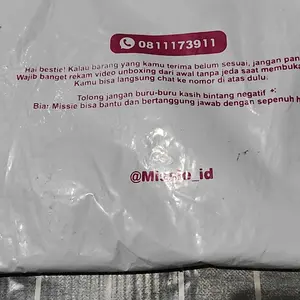 0811173911
Hai bestie! Kalau barang yang kamu terima belum sesuai, jangan pan
Wajib banget rekam video unboxing dari awal tanpa jeda saat membuka
Kamu bisa langsung chat ke nomor di atas dulu.
Tolong jangan buru-buru kasih bintang negatif
Biar Missie bisa bantu dan bertanggung jawab dengan sepenuh h
@Missie_id